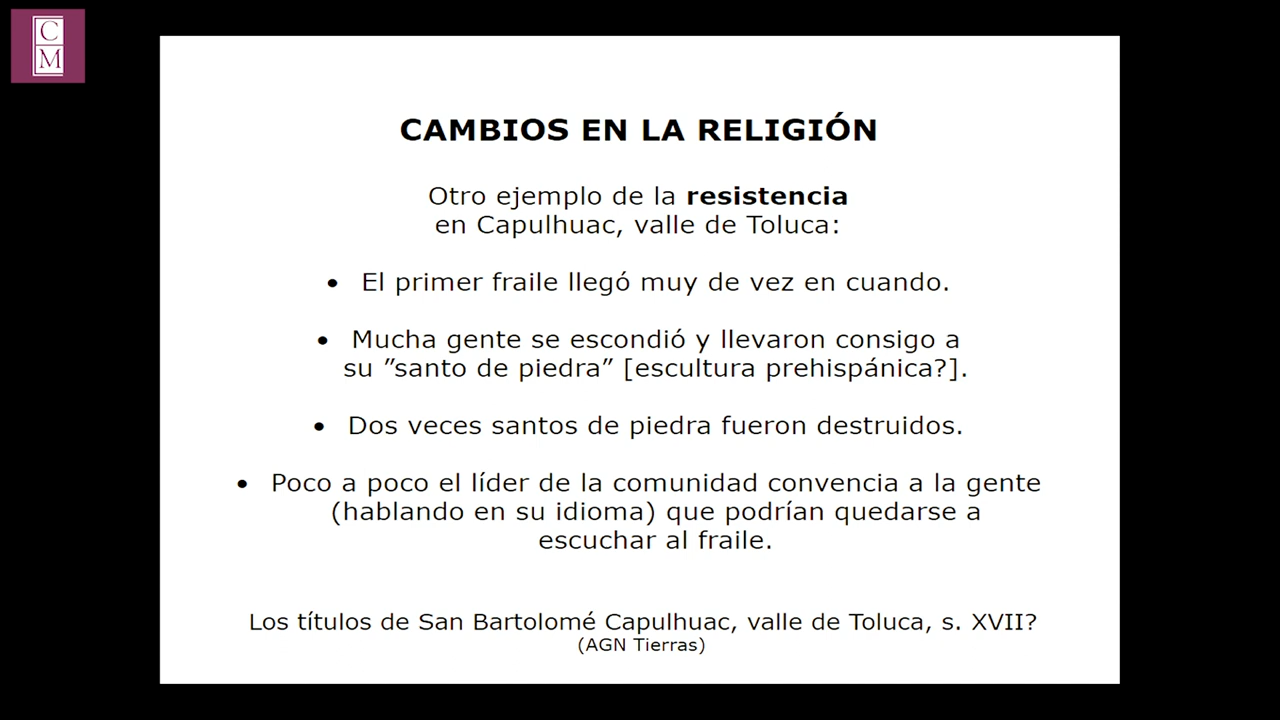 C
M
CAMBIOS EN LA RELIGIÓN
Otro ejemplo de la resistencia
en Capulhuac, valle de Toluca:
• El primer fraile llegó muy de vez en cuando.
• Mucha gente se escondió y llevaron consigo a
su ”santo de piedra” [escultura prehispánica?].
• Dos veces santos de piedra fueron destruidos.
• Poco a poco el líder de la comunidad convencia a la gente
(hablando en su idioma) que podrían quedarse a
escuchar al fraile.
Los títulos de San Bartolomé Capulhuac, valle de Toluca, s. XVII?
(AGN Tierras)